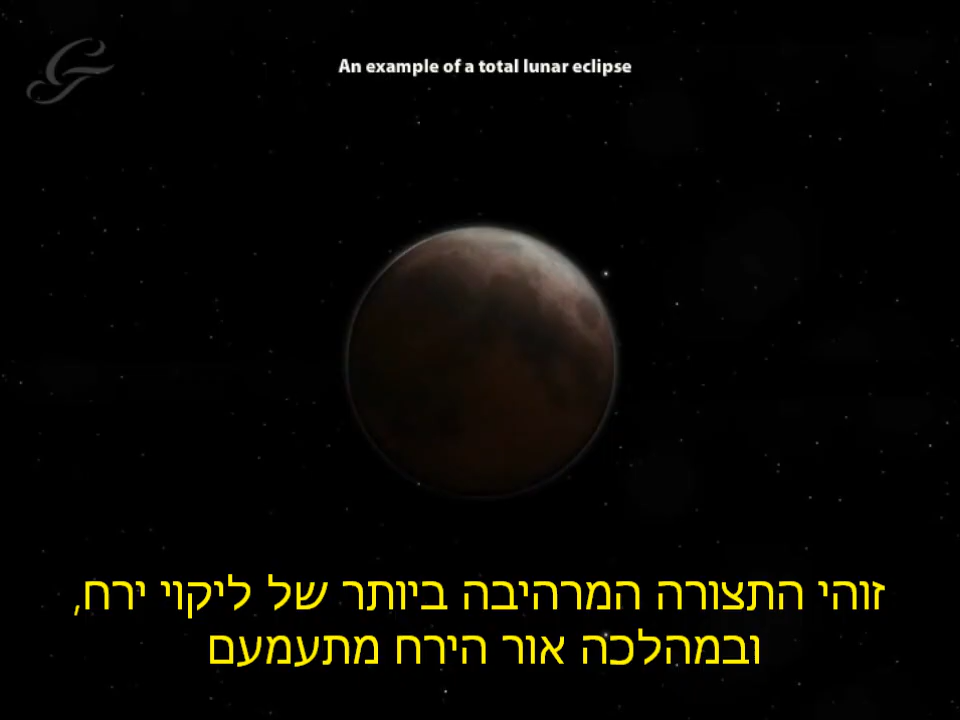 An example of a total lunar eclipse
זוהי התצורה המרהיבה ביותר של ליקוי ירח,
ובמהלכה אור הירח מתעמעם